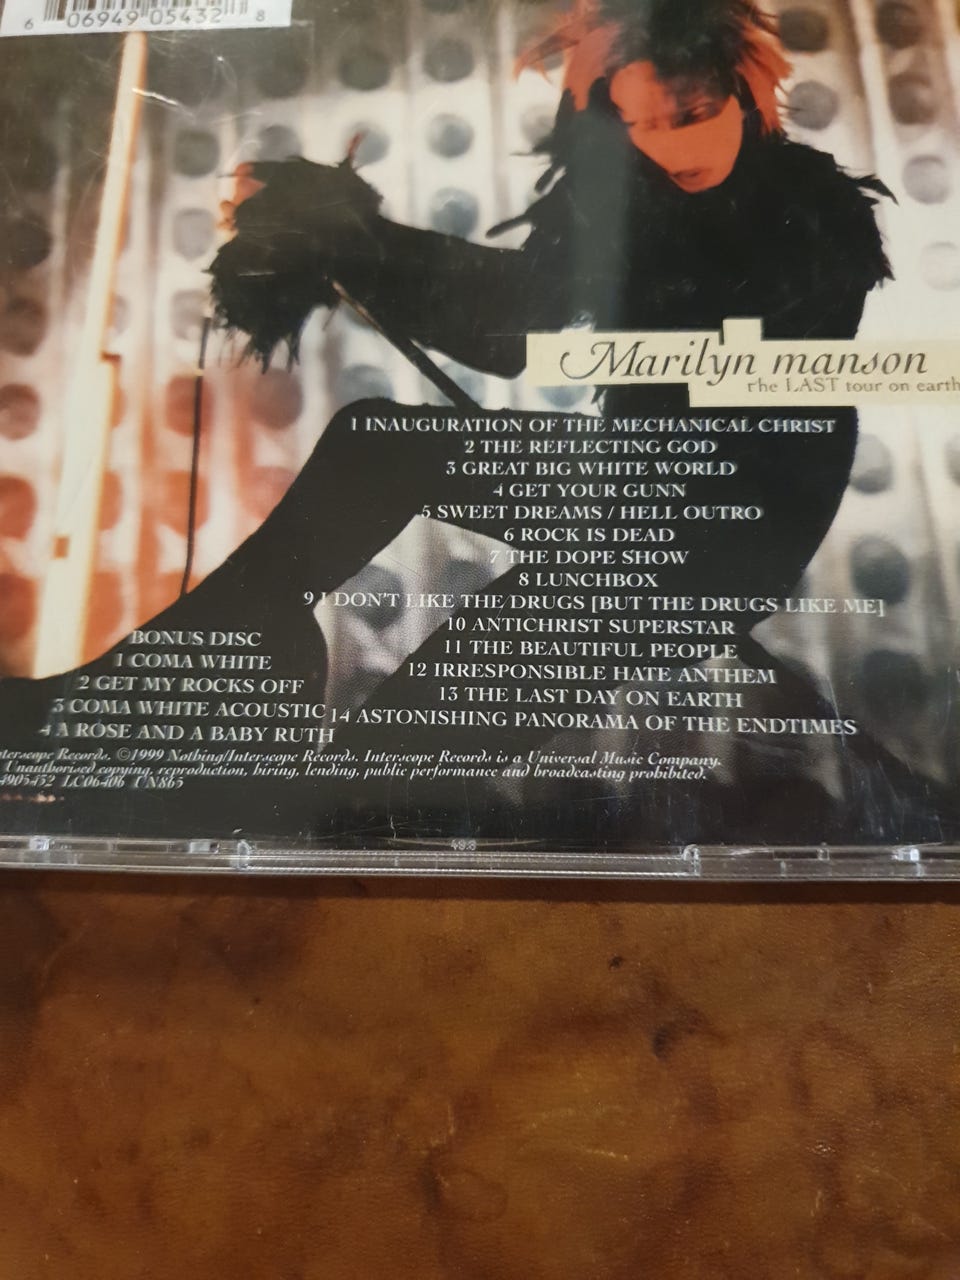 6 06949 05432 8
Marilyn manson
the LAST tour on earth
1 INAUGURATION OF THE MECHANICAL CHRIST
2 THE REFLECTING GOD
3 GREAT BIG WHITE WORLD
4 GET YOUR GUNN
5 SWEET DREAMS / HELL OUTRO
6 ROCK IS DEAD
7 THE DOPE SHOW
8 LUNCHBOX
9 I DON'T LIKE THE DRUGS [BUT THE DRUGS LIKE ME]
10 ANTICHRIST SUPERSTAR
11 THE BEAUTIFUL PEOPLE
12 IRRESPONSIBLE HATE ANTHEM
13 THE LAST DAY ON EARTH
14 ASTONISHING PANORAMA OF THE ENDTIMES
BONUS DISC
1 COMA WHITE
2 GET MY ROCKS OFF
3 COMA WHITE ACOUSTIC
4 A ROSE AND A BABY RUTH
Records. ©1999 Nothing/Interscope Records. Interscope Records is a Universal Music Company.
Unauthorised copying, reproduction, hiring, lending, public performance and broadcasting prohibited.
LC06406 UN865